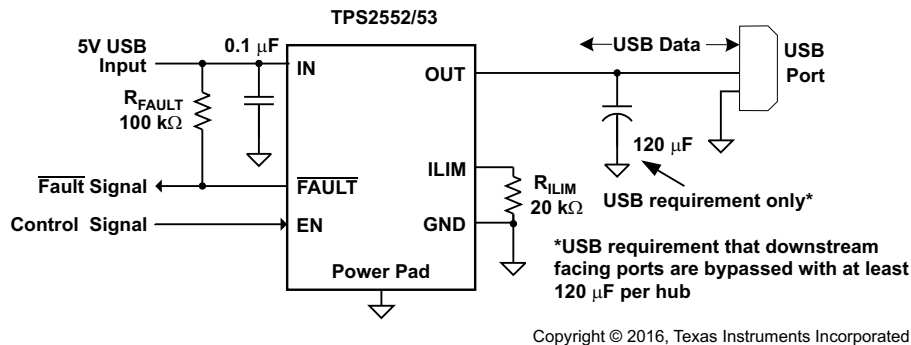 TPS2552/53
5V USB
Input
0.1 μF
IN
OUT
USB Data
USB
Port
R_FAULT
100 kΩ
120 μF
USB requirement only*
F̅a̅u̅l̅t̅ Signal
F̅A̅U̅L̅T̅
ILIM
R_ILIM
20 kΩ
Control Signal
EN
GND
Power Pad
*USB requirement that downstream
facing ports are bypassed with at least
120 μF per hub
Copyright © 2016, Texas Instruments Incorporated